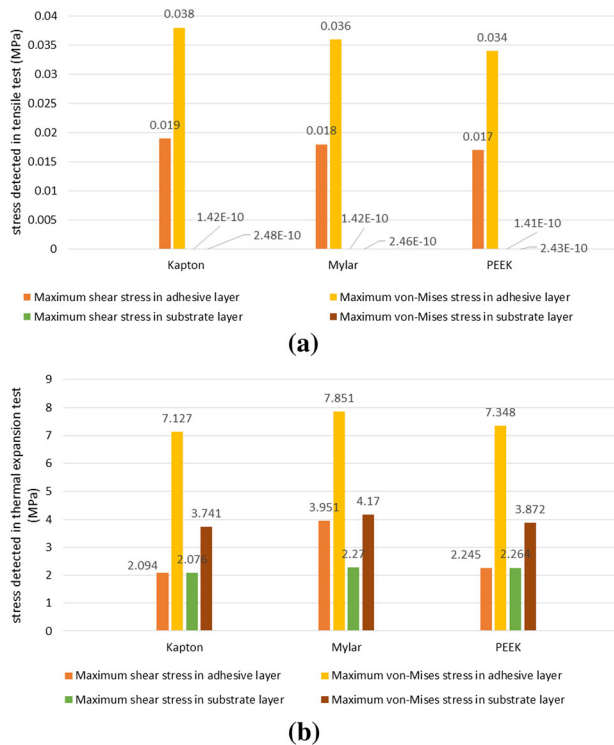 stress detected in tensile test (MPa)
0.04
0.035
0.03
0.025
0.02
0.015
0.01
0.005
0
0.038
0.036
0.034
0.019
0.018
0.017
1.42E-10
2.48E-10
1.42E-10
2.46E-10
1.41E-10
2.43E-10
Kapton
Mylar
PEEK
Maximum shear stress in adhesive layer
Maximum von-Mises stress in adhesive layer
Maximum shear stress in substrate layer
Maximum von-Mises stress in substrate layer
(a)
stress detected in thermal expansion test
(MPa)
9
8
7
6
5
4
3
2
1
0
2.094
7.127
2.076
3.741
3.951
7.851
2.27
4.17
2.245
7.348
2.264
3.872
Kapton
Mylar
PEEK
Maximum shear stress in adhesive layer
Maximum von-Mises stress in adhesive layer
Maximum shear stress in substrate layer
Maximum von-Mises stress in substrate layer
(b)